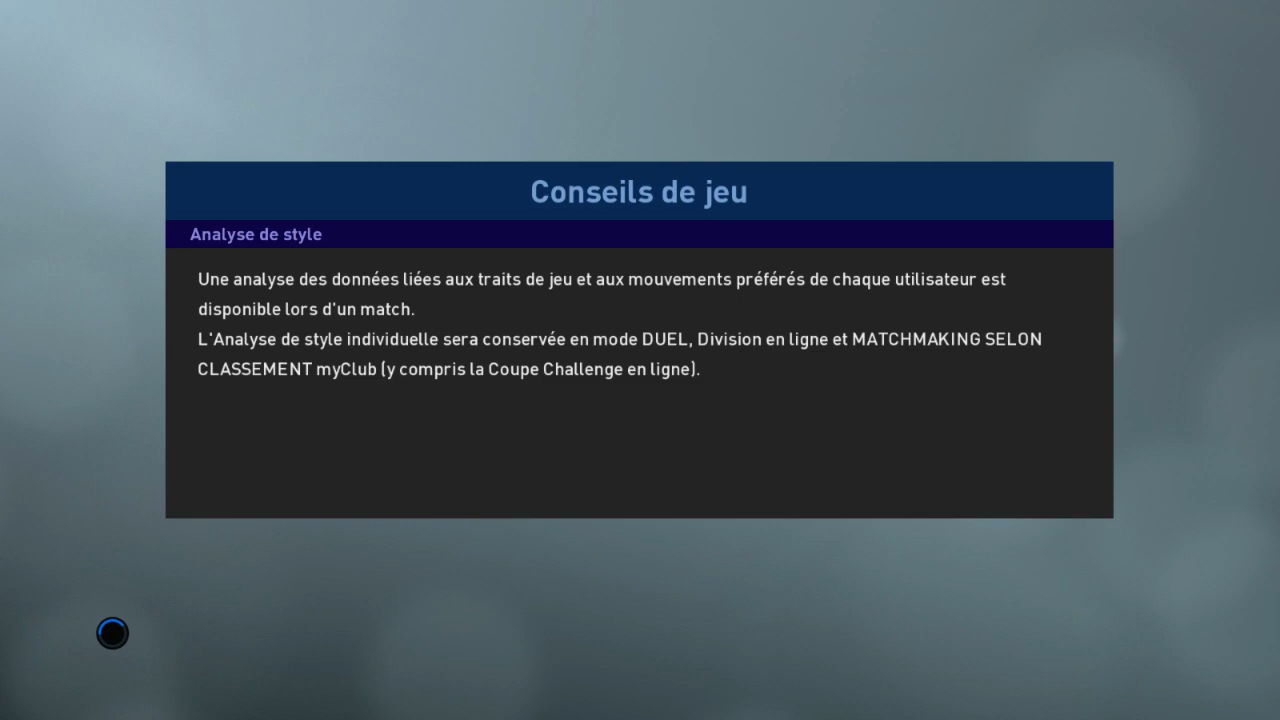 Conseils de jeu
Analyse de style
Une analyse des données liées aux traits de jeu et aux mouvements préférés de chaque utilisateur est
disponible lors d'un match.
L'Analyse de style individuelle sera conservée en mode DUEL, Division en ligne et MATCHMAKING SELON
CLASSEMENT myClub (y compris la Coupe Challenge en ligne).